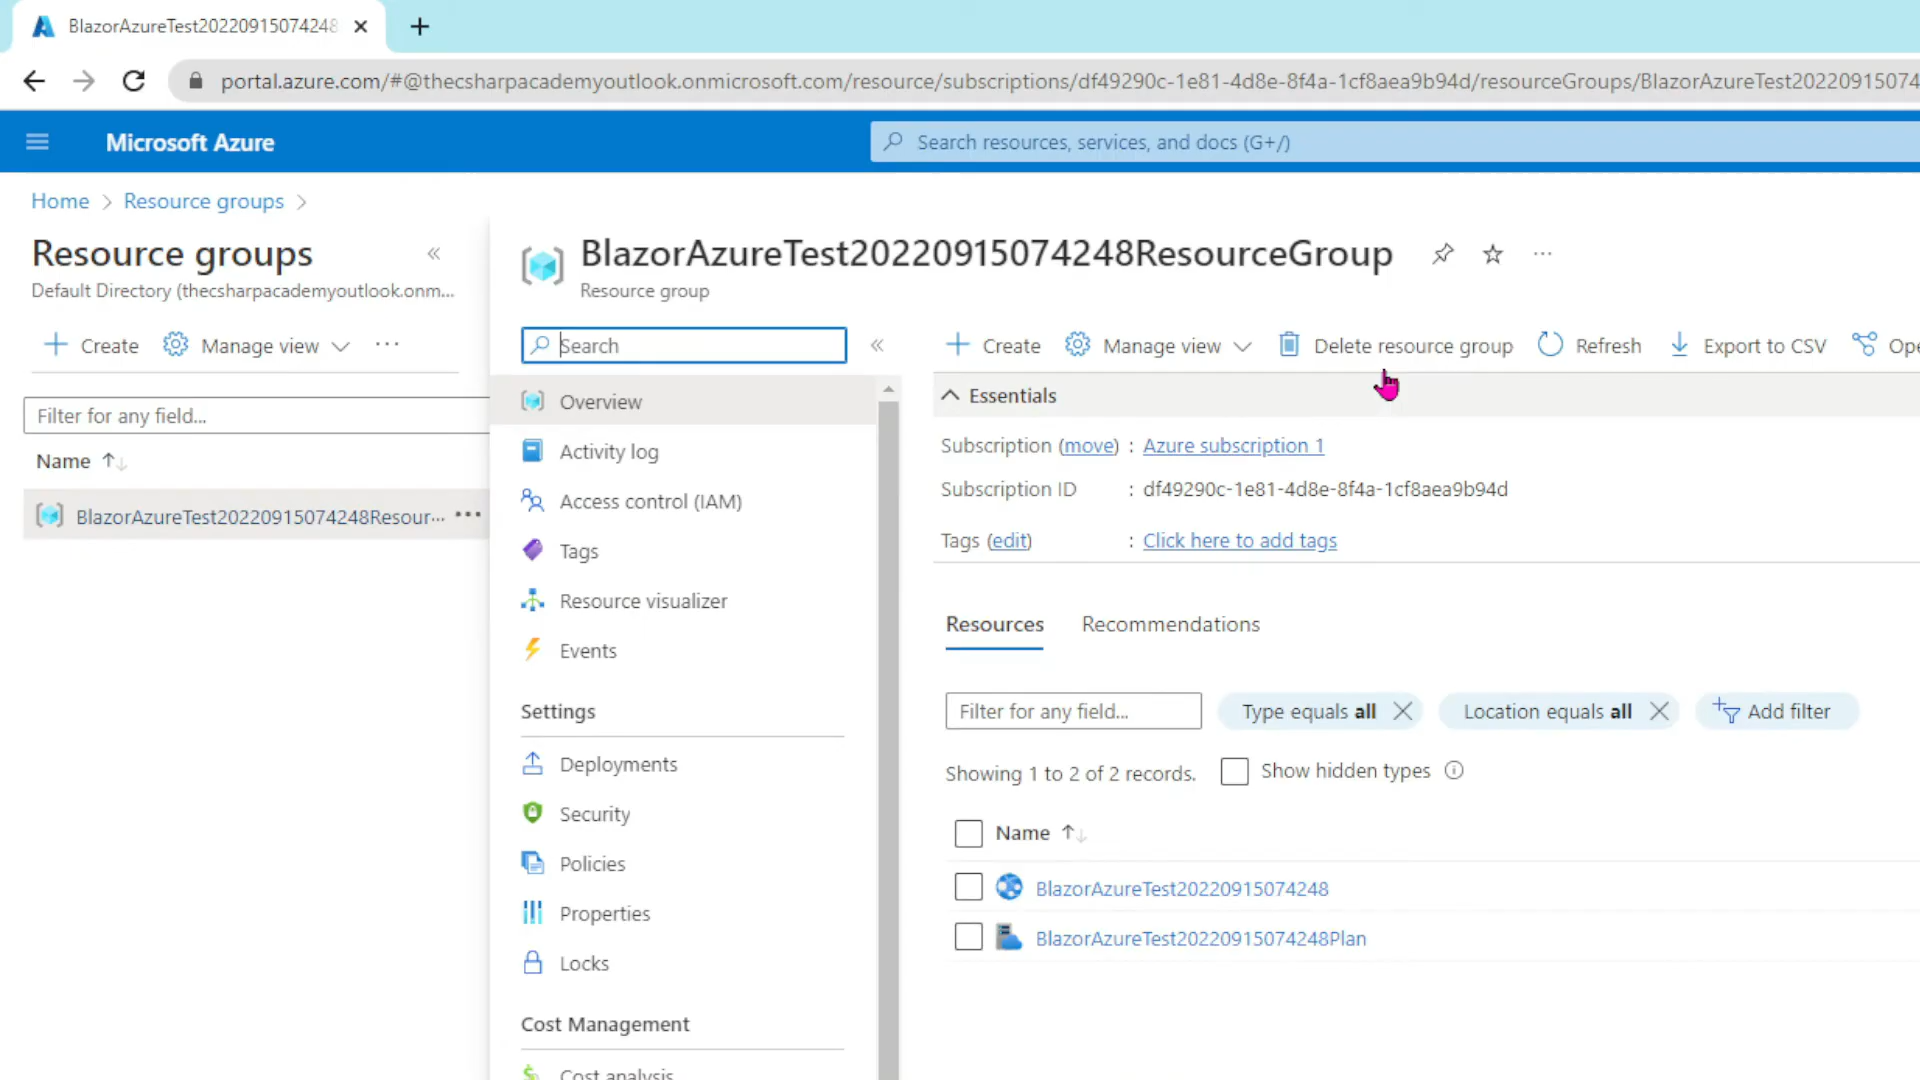 BlazorAzureTest20220915074248
portal.azure.com/#@thecsharpacademyoutlook.onmicrosoft.com/resource/subscriptions/df49290c-1e81-4d8e-8f4a-1cf8aea9b94d/resourceGroups/BlazorAzureTest20220915074
Microsoft Azure
Search resources, services, and docs (G+/)
Home > Resource groups >
Resource groups
Default Directory (thecsharpacademyoutlook.onm...
Create
Manage view
...
Filter for any field...
Name
BlazorAzureTest20220915074248Resour...
BlazorAzureTest20220915074248ResourceGroup
Resource group
Search
Overview
Activity log
Access control (IAM)
Tags
Resource visualizer
Events
Settings
Deployments
Security
Policies
Properties
Locks
Cost Management
Cost analysis
Create
Manage view
Delete resource group
Refresh
Export to CSV
Ope
Essentials
Subscription (move) : Azure subscription 1
Subscription ID : df49290c-1e81-4d8e-8f4a-1cf8aea9b94d
Tags (edit) : Click here to add tags
Resources Recommendations
Filter for any field...
Type equals all
Location equals all
Add filter
Showing 1 to 2 of 2 records.
Show hidden types
Name
BlazorAzureTest20220915074248
BlazorAzureTest20220915074248Plan